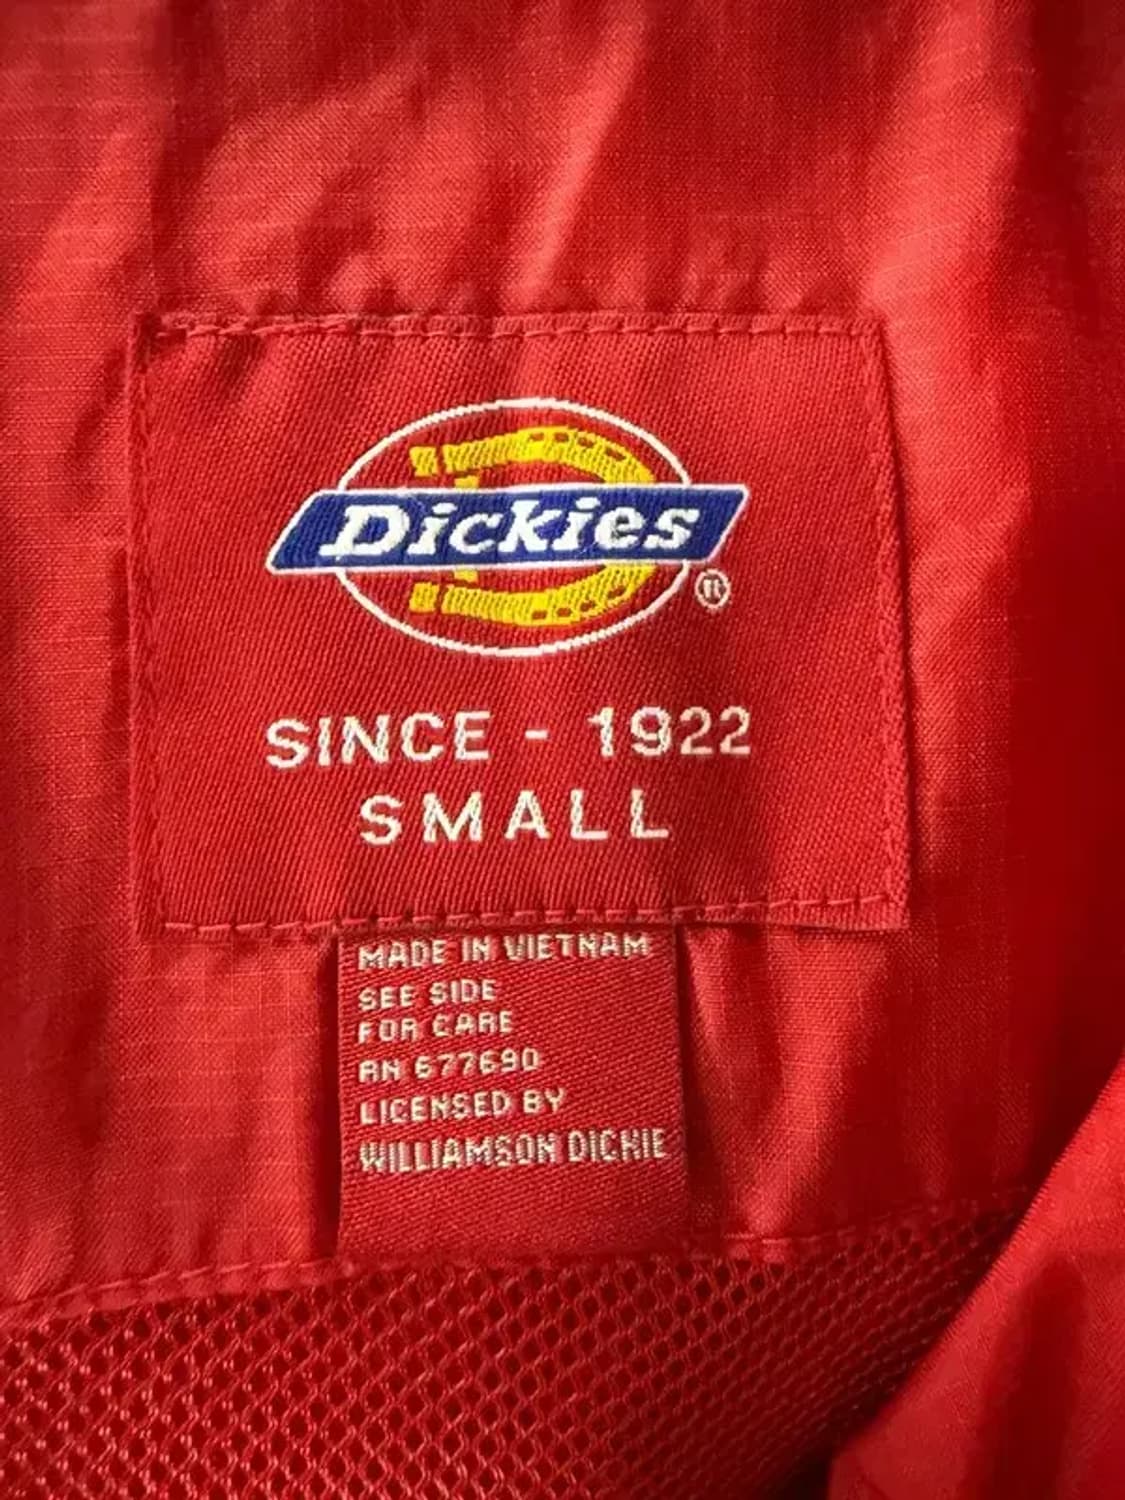 Dickies®
SINCE - 1922
SMALL
MADE IN VIETNAM
SEE SIDE
FOR CARE
RN 677690
LICENSED BY
WILLIAMSON DICKIE